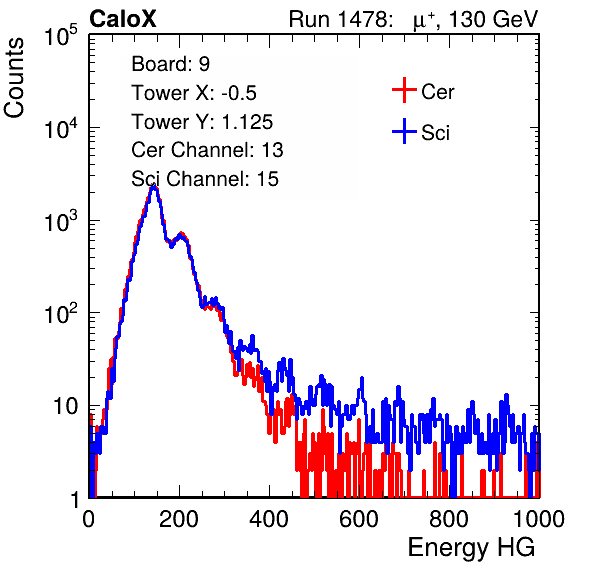 CaloX Run 1478: μ⁺, 130 GeV
Counts
Board: 9
Tower X: -0.5
Tower Y: 1.125
Cer Channel: 13
Sci Channel: 15
Cer
Sci
10⁵
10⁴
10³
10²
10
1
0 200 400 600 800 1000
Energy HG